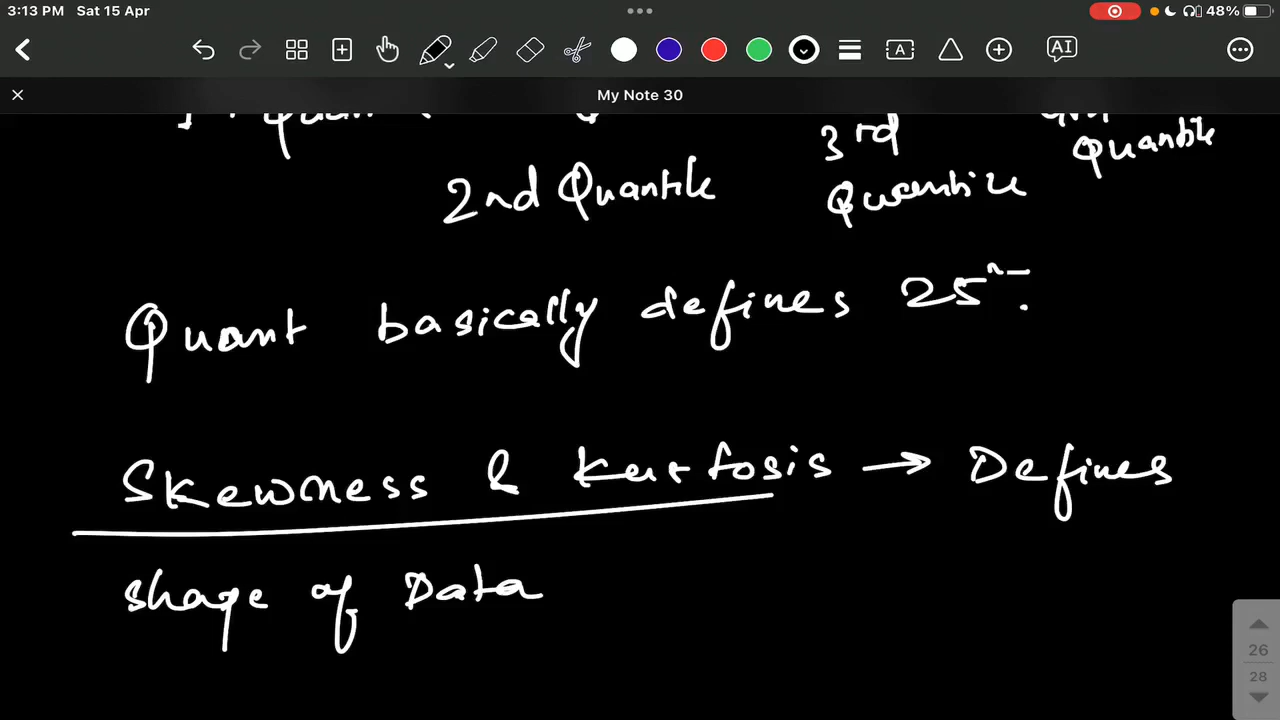 3:13 PM Sat 15 Apr
48%
A
AI
My Note 30
2nd Quantile
3rd
Quantile
Quantile
Quant basically defines 25
Skewness & Kurtosis → Defines
shape of Data
26
28